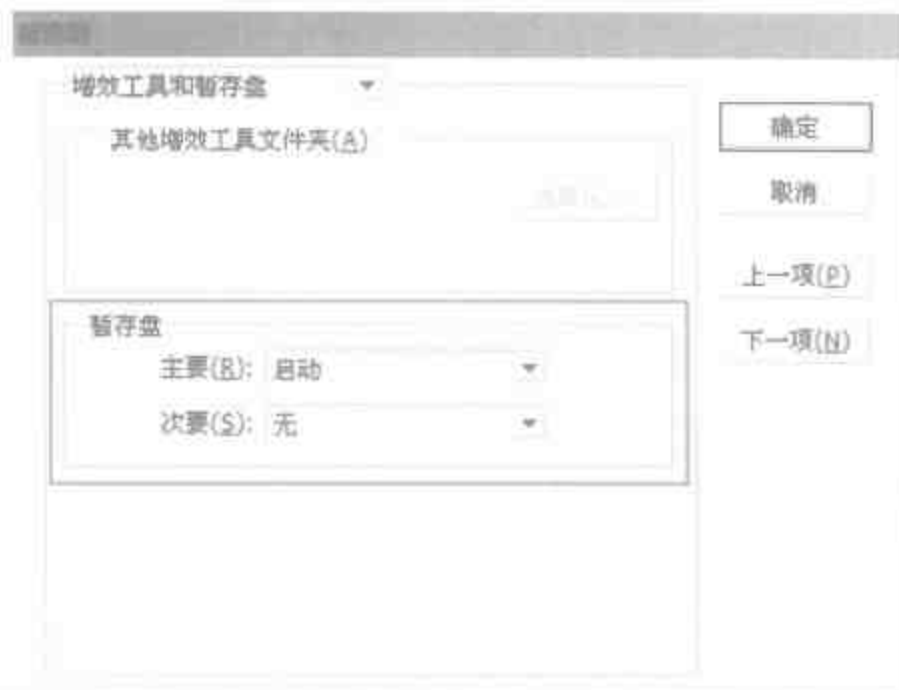 增效工具和暂存盘
其他增效工具文件夹(A)
确定
取消
上一项(P)
下一项(N)
暂存盘
主要(R): 启动
次要(S): 无